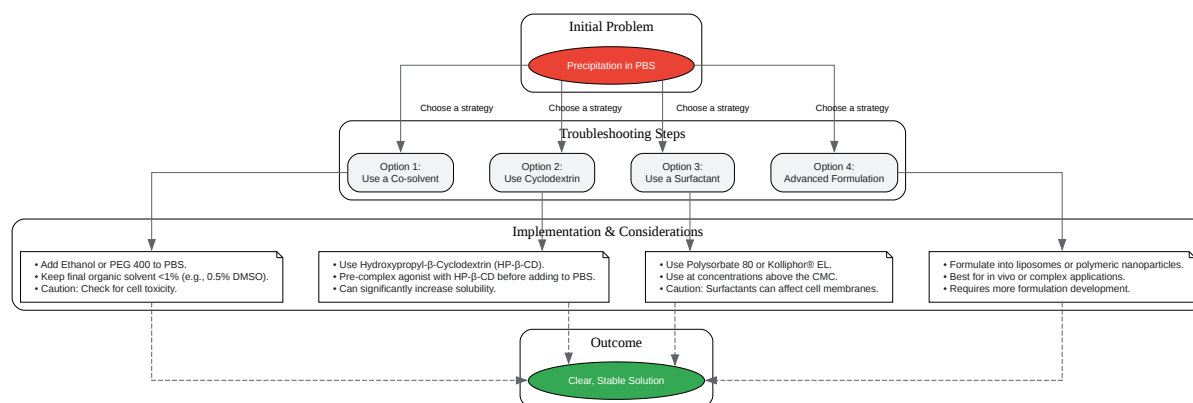 Initial Problem
Precipitation in PBS
Choose a strategy
Choose a strategy
Choose a strategy
Choose a strategy
Troubleshooting Steps
Option 1:
Use a Co-solvent
Option 2:
Use Cyclodextrin
Option 3:
Use a Surfactant
Option 4:
Advanced Formulation
Implementation & Considerations
• Add Ethanol or PEG 400 to PBS.
• Keep final organic solvent <1% (e.g., 0.5% DMSO).
• Caution: Check for cell toxicity.
• Use Hydroxypropyl-β-Cyclodextrin (HP-β-CD).
• Pre-complex agonist with HP-β-CD before adding to PBS.
• Can significantly increase solubility.
• Use Polysorbate 80 or Kolliphor® EL.
• Use at concentrations above the CMC.
• Caution: Surfactants can affect cell membranes.
• Formulate into liposomes or polymeric nanoparticles.
• Best for in vivo or complex applications.
• Requires more formulation development.
Outcome
Clear, Stable Solution